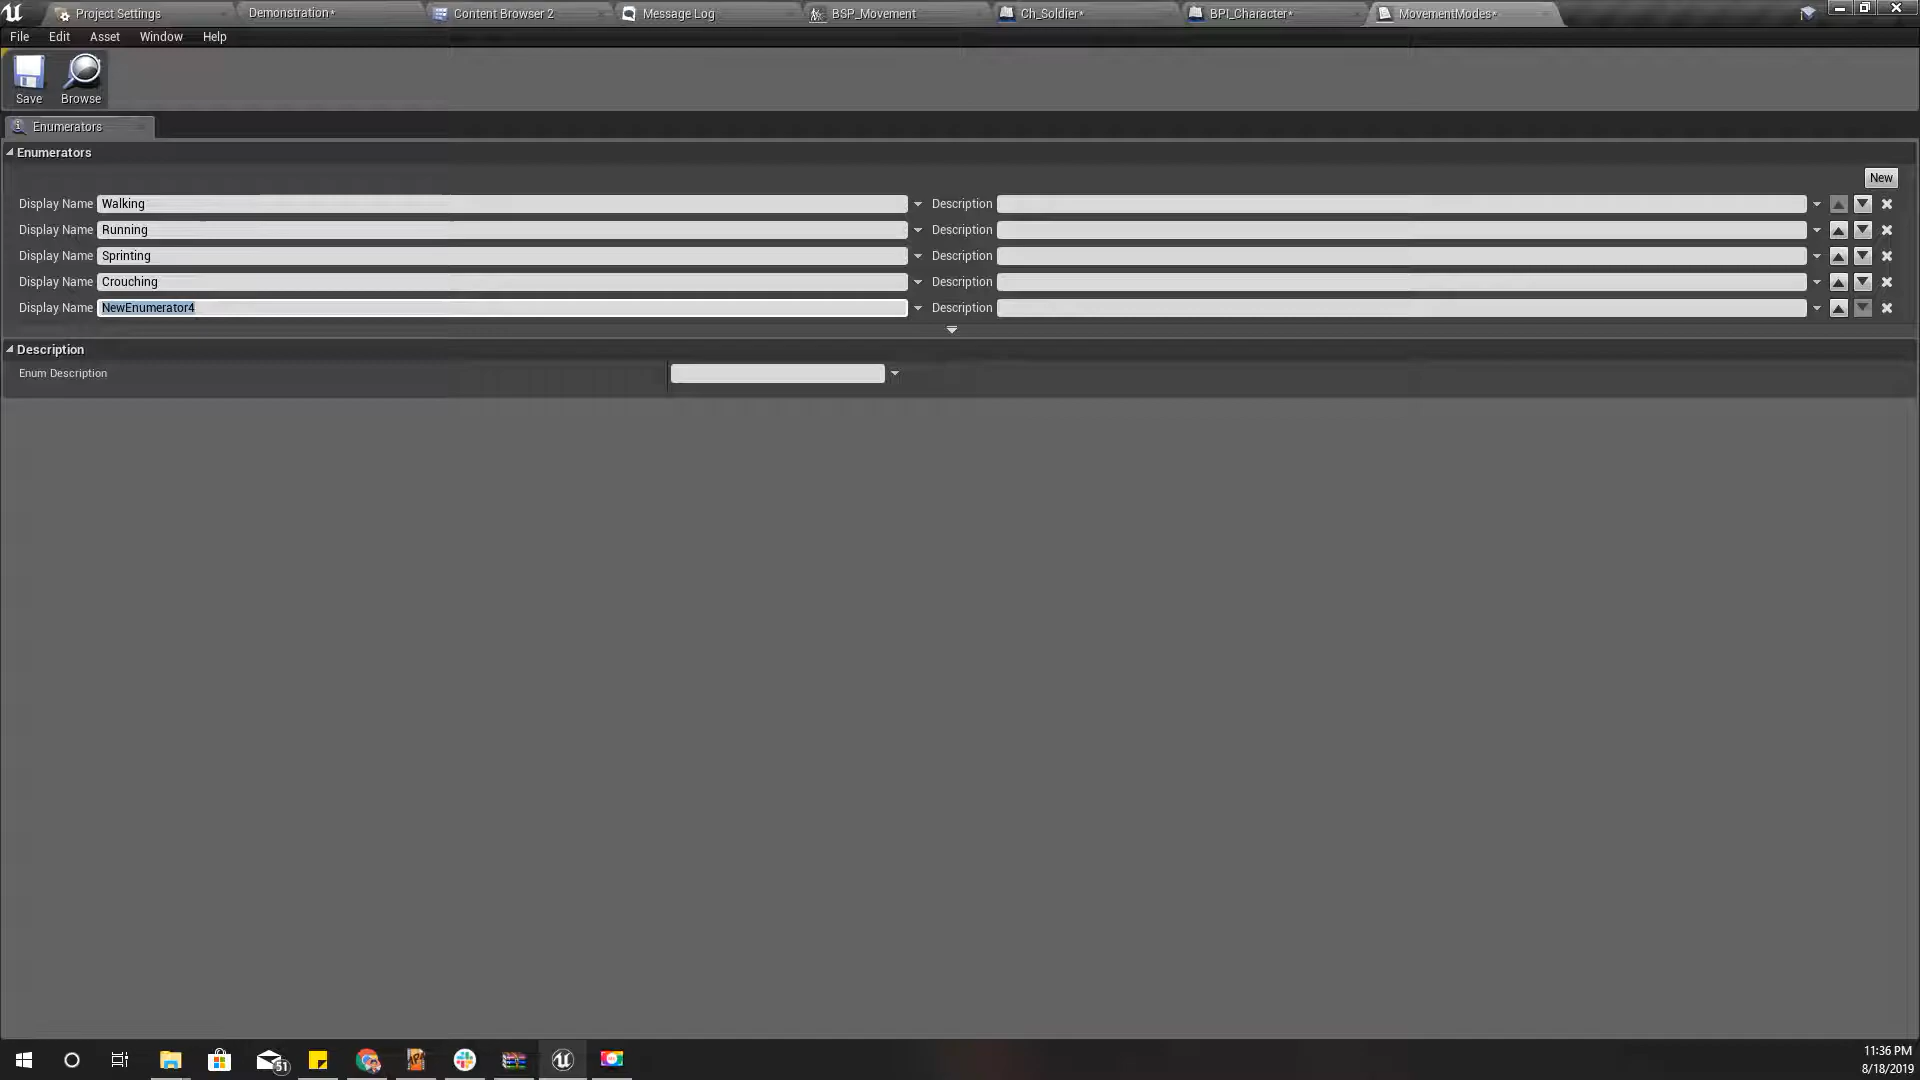 Project Settings Demonstration* Content Browser 2 Message Log BSP_Movement Ch_Soldier* BPI_Character* MovementModes*
File Edit Asset Window Help
Save Browse
Enumerators
Enumerators
New
Display Name Walking Description
Display Name Running Description
Display Name Sprinting Description
Display Name Crouching Description
Display Name NewEnumerator4 Description
Description
Enum Description
51
11:36 PM
8/18/2019